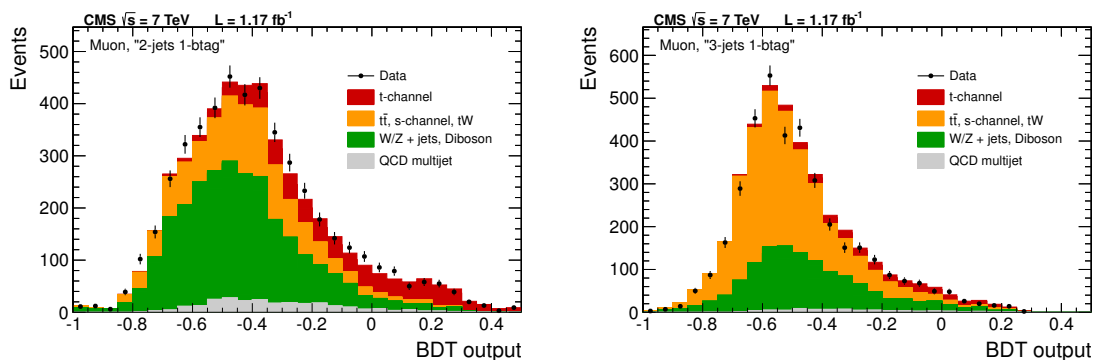 CMS √s = 7 TeV L = 1.17 fb⁻¹
Muon, "2-jets 1-btag"
Events
500
400
300
200
100
0
Data
t-channel
tt̄, s-channel, tW
W/Z + jets, Diboson
QCD multijet
-1 -0.8 -0.6 -0.4 -0.2 0 0.2 0.4
BDT output
CMS √s = 7 TeV L = 1.17 fb⁻¹
Muon, "3-jets 1-btag"
Events
600
500
400
300
200
100
0
Data
t-channel
tt̄, s-channel, tW
W/Z + jets, Diboson
QCD multijet
-1 -0.8 -0.6 -0.4 -0.2 0 0.2 0.4
BDT output